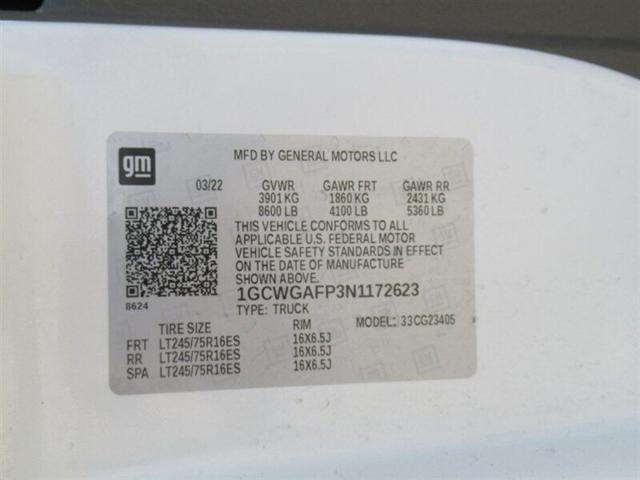 gm
MFD BY GENERAL MOTORS LLC
03/22 GVWR GAWR FRT GAWR RR
3901 KG 1860 KG 2431 KG
8600 LB 4100 LB 5360 LB
THIS VEHICLE CONFORMS TO ALL
APPLICABLE U.S. FEDERAL MOTOR
VEHICLE SAFETY STANDARDS IN EFFECT
ON THE DATE OF MANUFACTURE
SHOWN ABOVE.
1GCWGAFP3N1172623
8624
TYPE: TRUCK MODEL: 33CG23405
TIRE SIZE RIM
FRT LT245/75R16ES 16X6.5J
RR LT245/75R16ES 16X6.5J
SPA LT245/75R16ES 16X6.5J